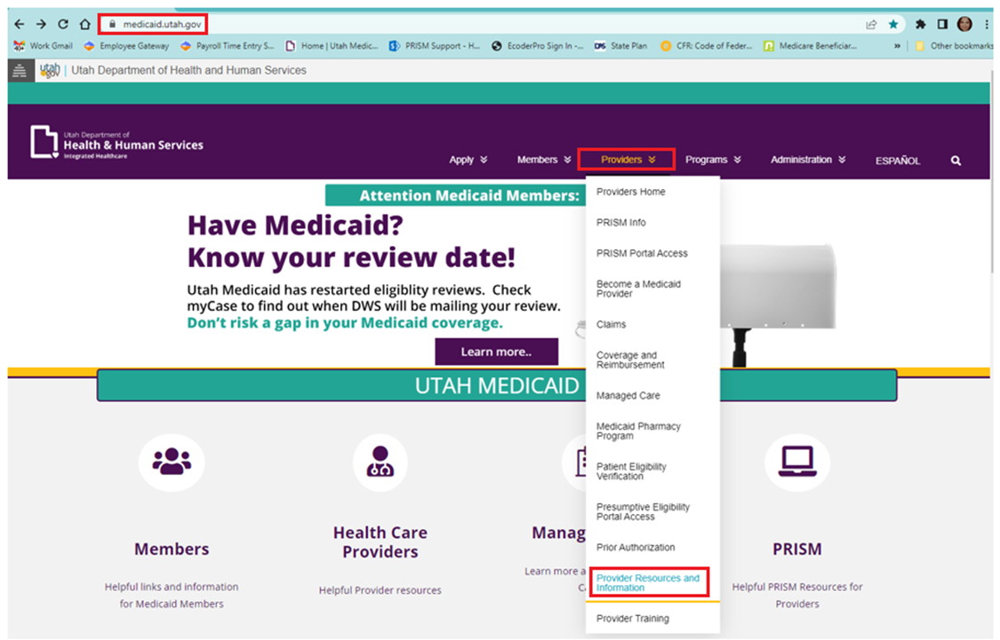 medicaid.utah.gov
Work Gmail Employee Gateway Payroll Time Entry S... Home | Utah Medic... PRISM Support - H... EcoderPro Sign In -... State Plan CFR: Code of Feder... Medicare Beneficiar... » Other bookmarks
utah gov | Utah Department of Health and Human Services
Utah Department of
Health & Human Services
Integrated Healthcare
Apply Members Providers Programs Administration ESPAÑOL
Attention Medicaid Members:
Have Medicaid?
Know your review date!
Utah Medicaid has restarted eligiblity reviews. Check
myCase to find out when DWS will be mailing your review.
Don't risk a gap in your Medicaid coverage.
Learn more..
Providers Home
PRISM Info
PRISM Portal Access
Become a Medicaid
Provider
Claims
Coverage and
Reimbursement
Managed Care
Medicaid Pharmacy
Program
Patient Eligibility
Verification
Presumptive Eligibility
Portal Access
Prior Authorization
Provider Resources and
Information
Provider Training
UTAH MEDICAID
Members
Helpful links and information
for Medicaid Members
Health Care
Providers
Helpful Provider resources
Manag
Learn more a
C
PRISM
Helpful PRISM Resources for
Providers